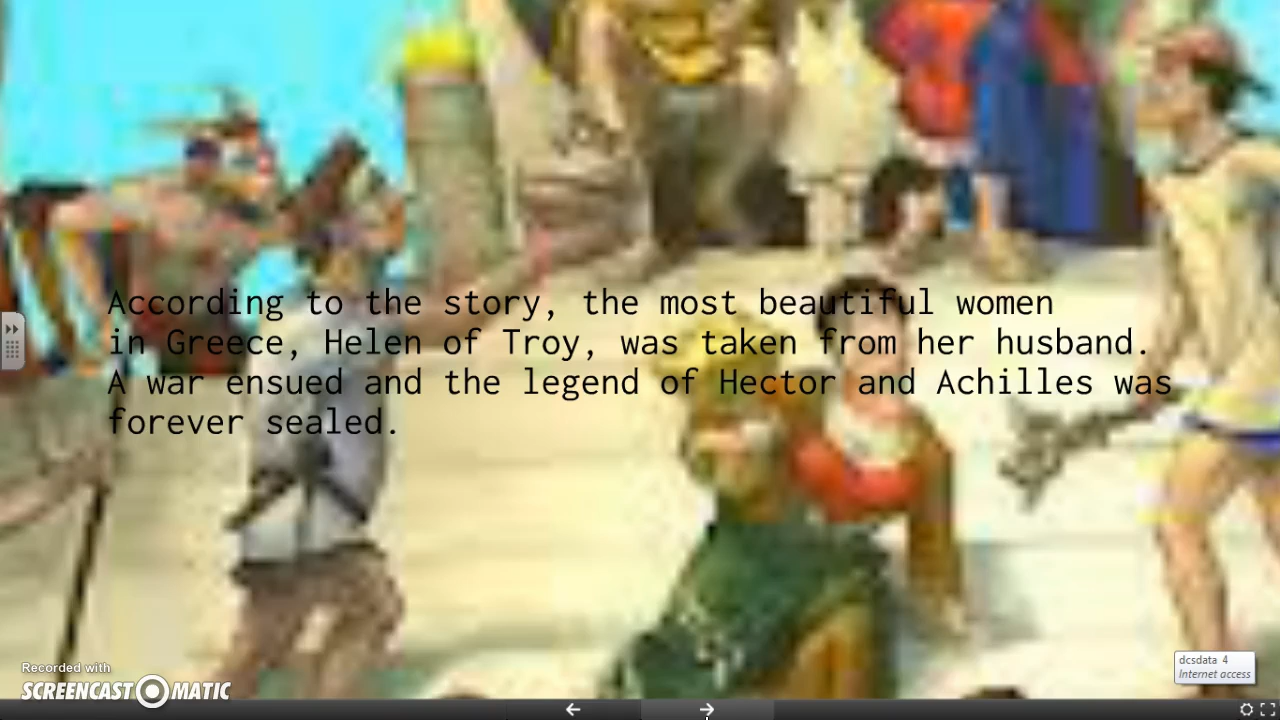 According to the story, the most beautiful women
in Greece, Helen of Troy, was taken from her husband.
A war ensued and the legend of Hector and Achilles was
forever sealed.
Recorded with
SCREENCAST O MATIC
dcsdata 4
Internet access